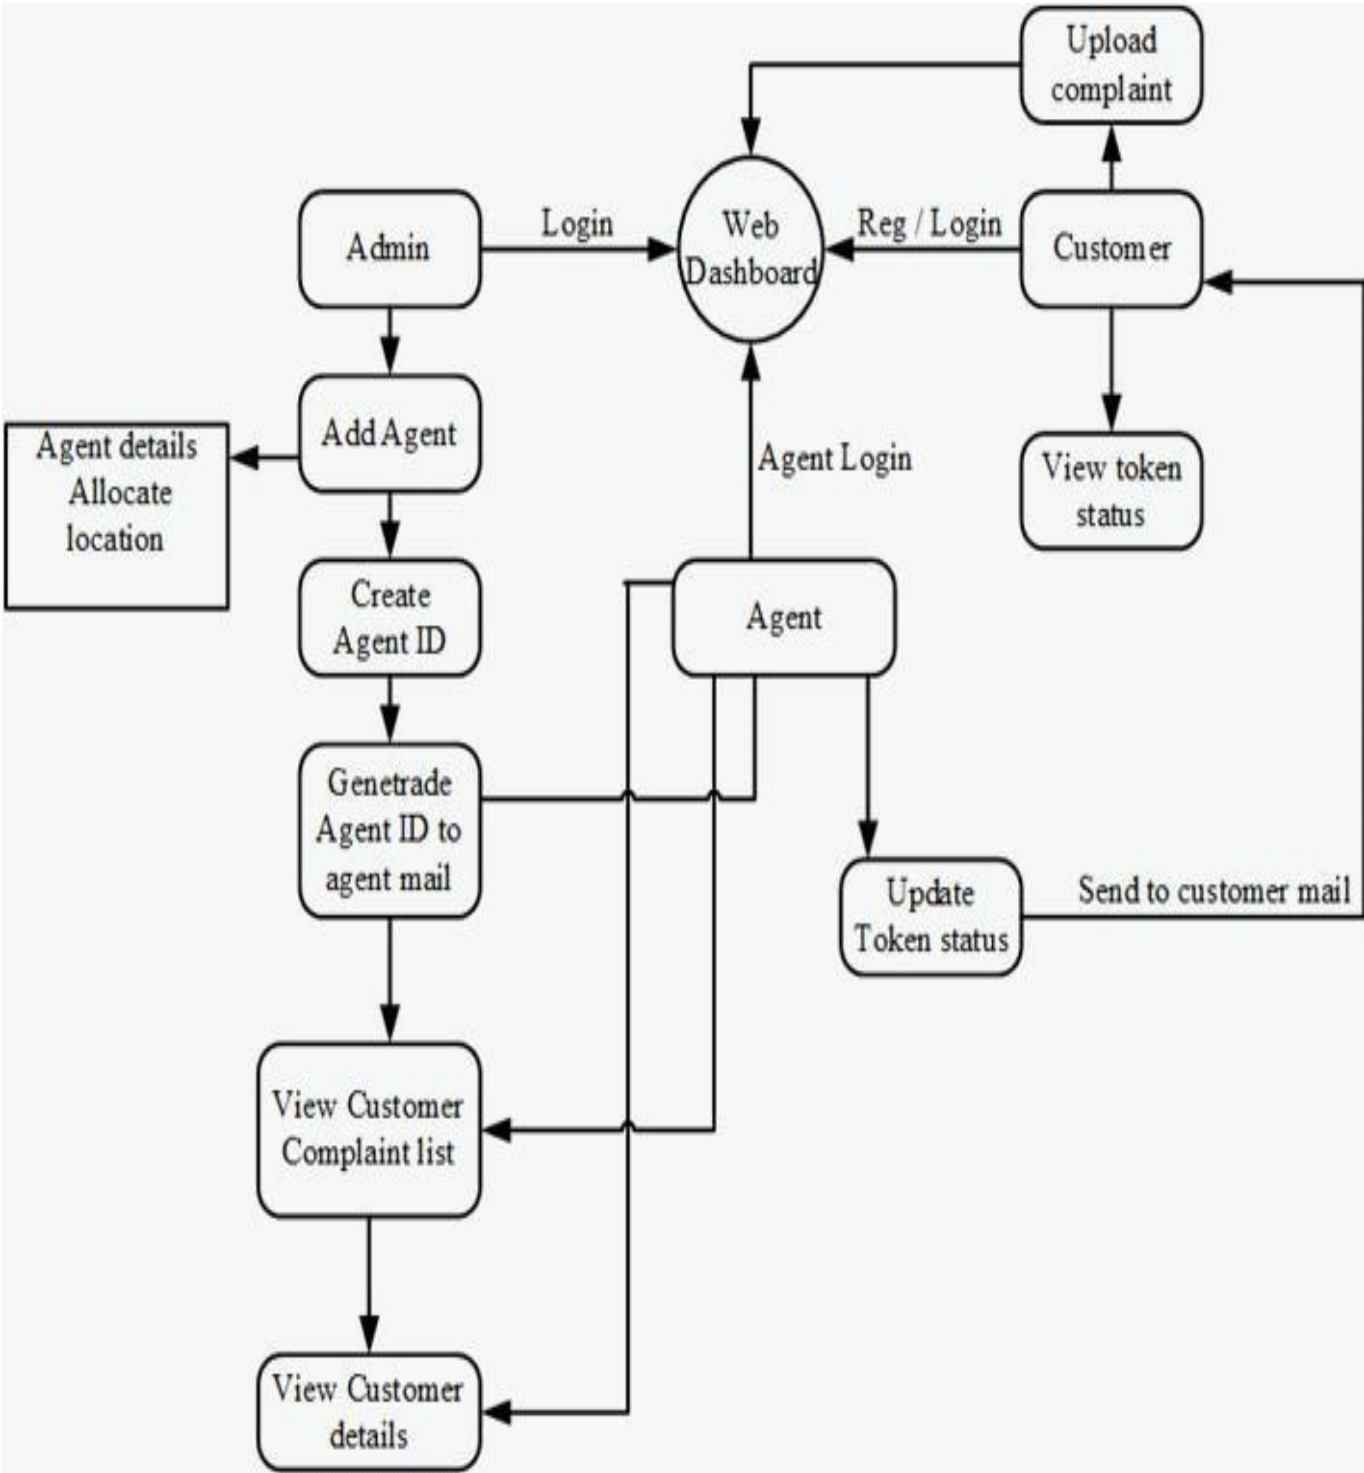 Upload
complaint
Admin
Login
Web
Dashboard
Reg / Login
Customer
Add Agent
Agent details
Allocate
location
Agent Login
View token
status
Create
Agent ID
Agent
Genetrade
Agent ID to
agent mail
Update
Token status
Send to customer mail
View Customer
Complaint list
View Customer
details